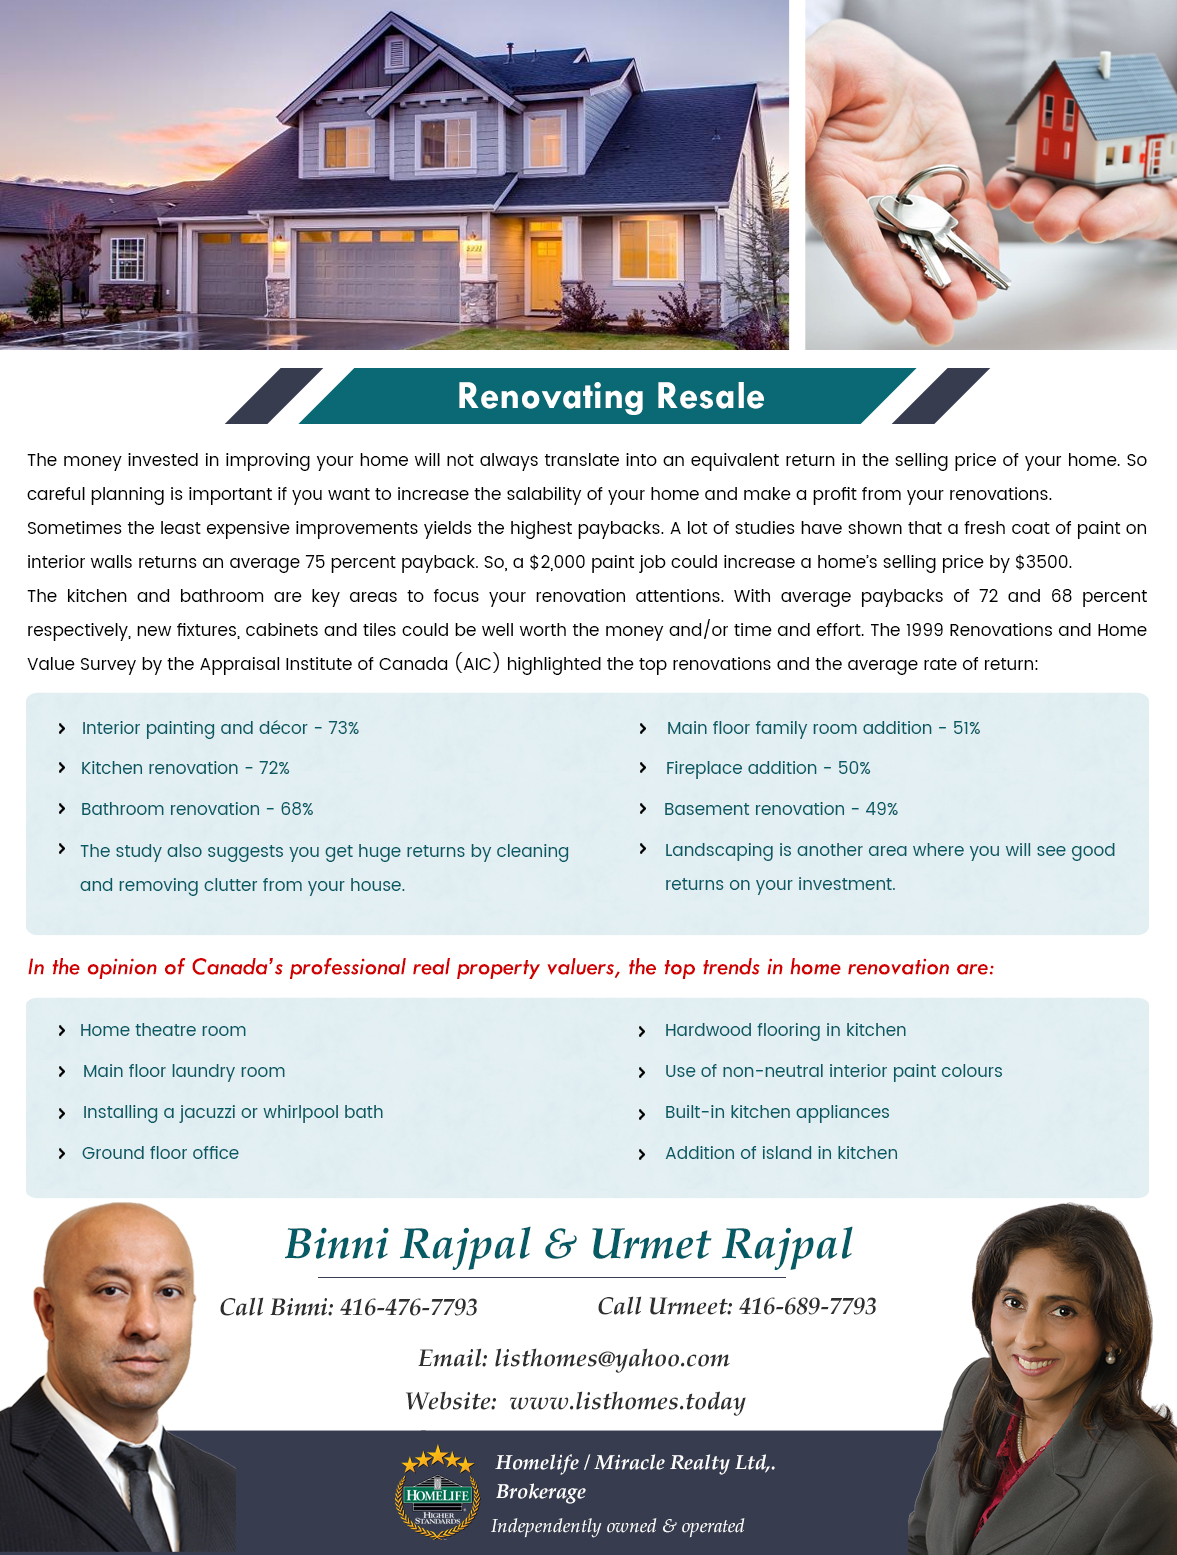 Renovating Resale
The money invested in improving your home will not always translate into an equivalent return in the selling price of your home. So
careful planning is important if you want to increase the salability of your home and make a profit from your renovations.
Sometimes the least expensive improvements yields the highest paybacks. A lot of studies have shown that a fresh coat of paint on
interior walls returns an average 75 percent payback. So, a $2,000 paint job could increase a home's selling price by $3500.
The kitchen and bathroom are key areas to focus your renovation attentions. With average paybacks of 72 and 68 percent
respectively, new fixtures, cabinets and tiles could be well worth the money and/or time and effort. The 1999 Renovations and Home
Value Survey by the Appraisal Institute of Canada (AIC) highlighted the top renovations and the average rate of return:
Interior painting and décor - 73%
Kitchen renovation - 72%
Bathroom renovation - 68%
The study also suggests you get huge returns by cleaning
and removing clutter from your house.
Main floor family room addition - 51%
Fireplace addition - 50%
Basement renovation - 49%
Landscaping is another area where you will see good
returns on your investment.
In the opinion of Canada's professional real property valuers, the top trends in home renovation are:
Home theatre room
Main floor laundry room
Installing a jacuzzi or whirlpool bath
Ground floor office
Hardwood flooring in kitchen
Use of non-neutral interior paint colours
Built-in kitchen appliances
Addition of island in kitchen
Binni Rajpal & Urmet Rajpal
Call Binni: 416-476-7793
Call Urmeet: 416-689-7793
Email: listhomes@yahoo.com
Website: www.listhomes.today
HOMELIFE
HIGHER
STANDARDS
Homelife / Miracle Realty Ltd,.
Brokerage
Independently owned & operated